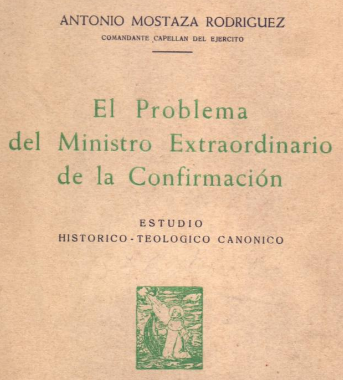 ANTONIO MOSTAZA RODRIGUEZ
COMANDANTE CAPELLAN DEL EJERCITO
El Problema
del Ministro Extraordinario
de la Confirmación
ESTUDIO
HISTORICO-TEOLOGICO CANONICO